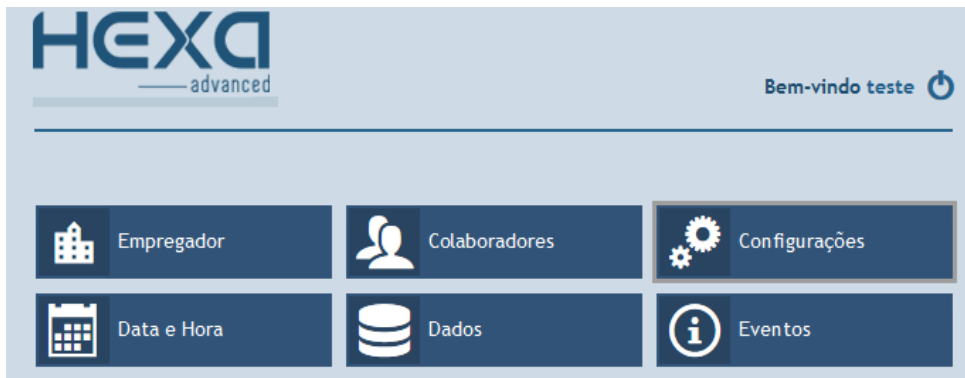 HEXA
advanced
Bem-vindo teste
Empregador
Colaboradores
Configurações
Data e Hora
Dados
Eventos